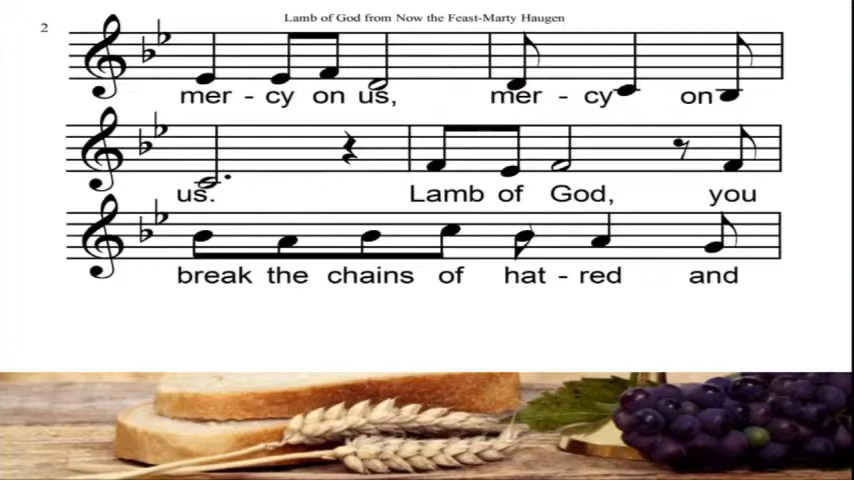 Lamb of God from Now the Feast-Marty Haugen
2
mer - cy on us, mer - cy on
us. Lamb of God, you
break the chains of hat - red and